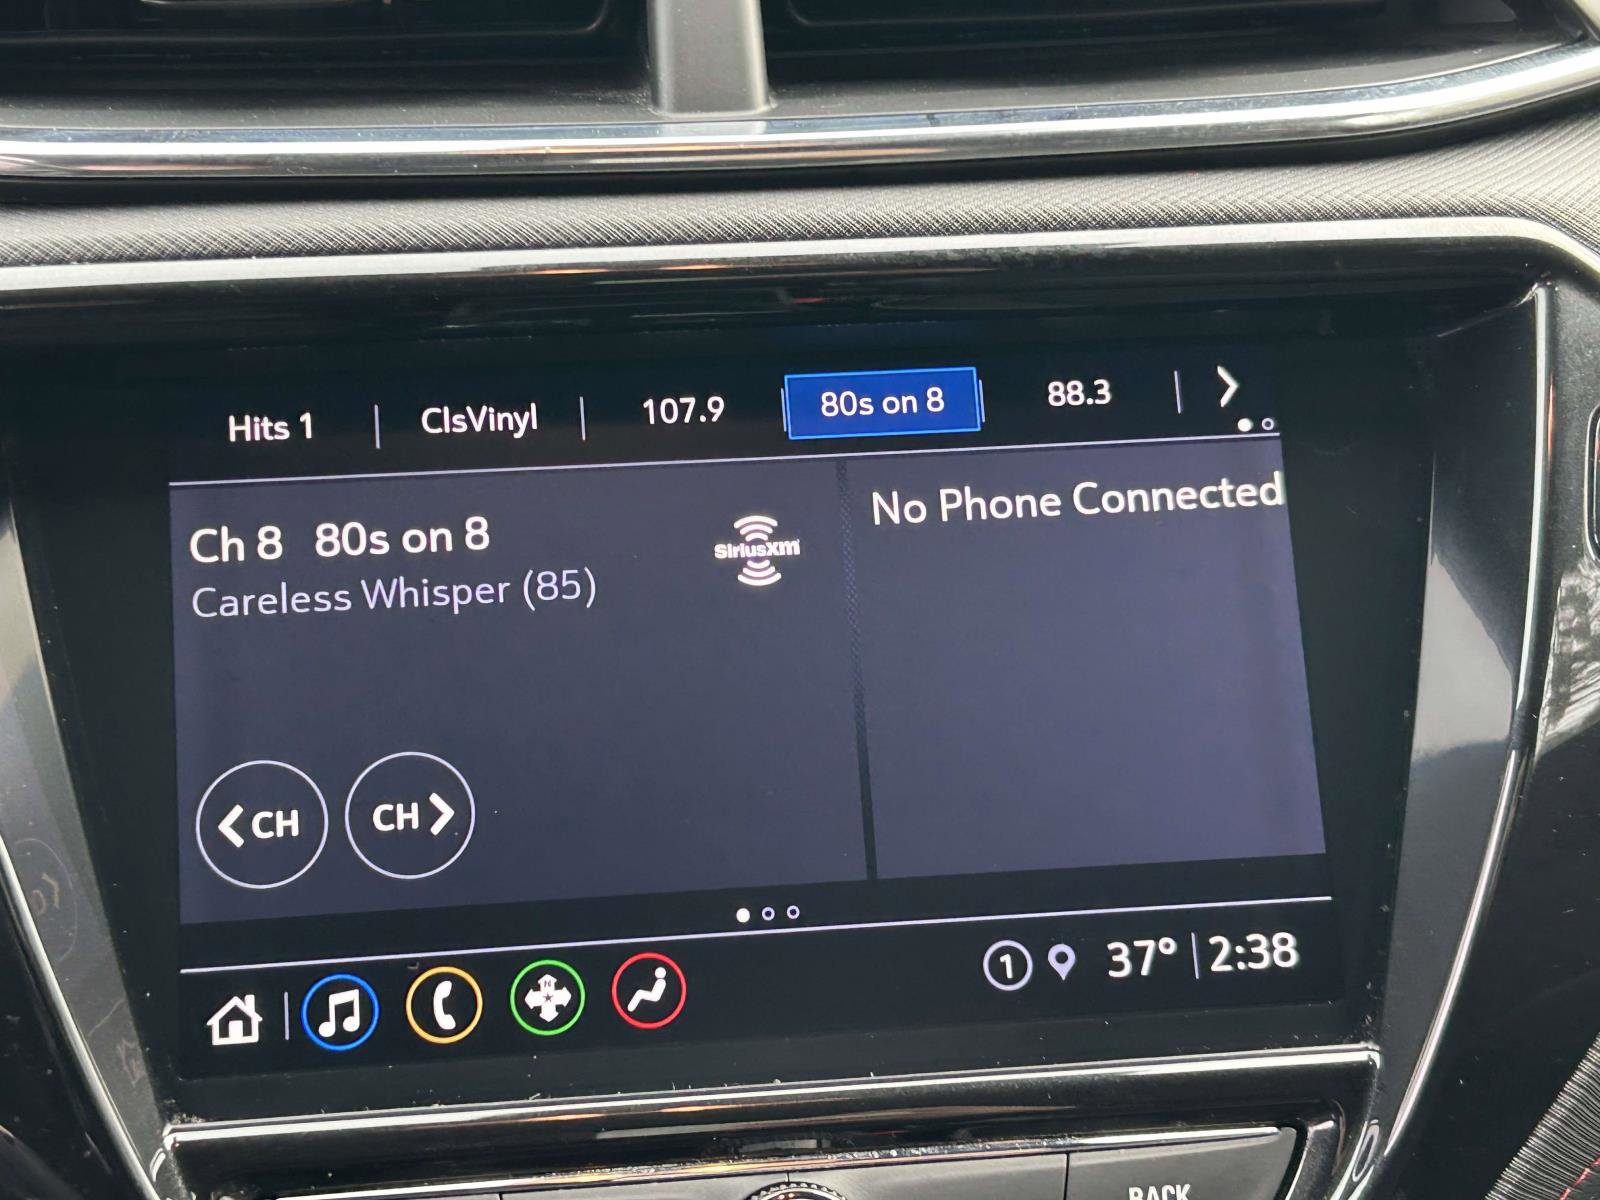 Hits 1 | ClsVinyl | 107.9 80s on 8 88.3 |
Ch 8 80s on 8
Careless Whisper (85)
SiriusXM
No Phone Connected
CH CH
1 37° | 2:38
N
BACK